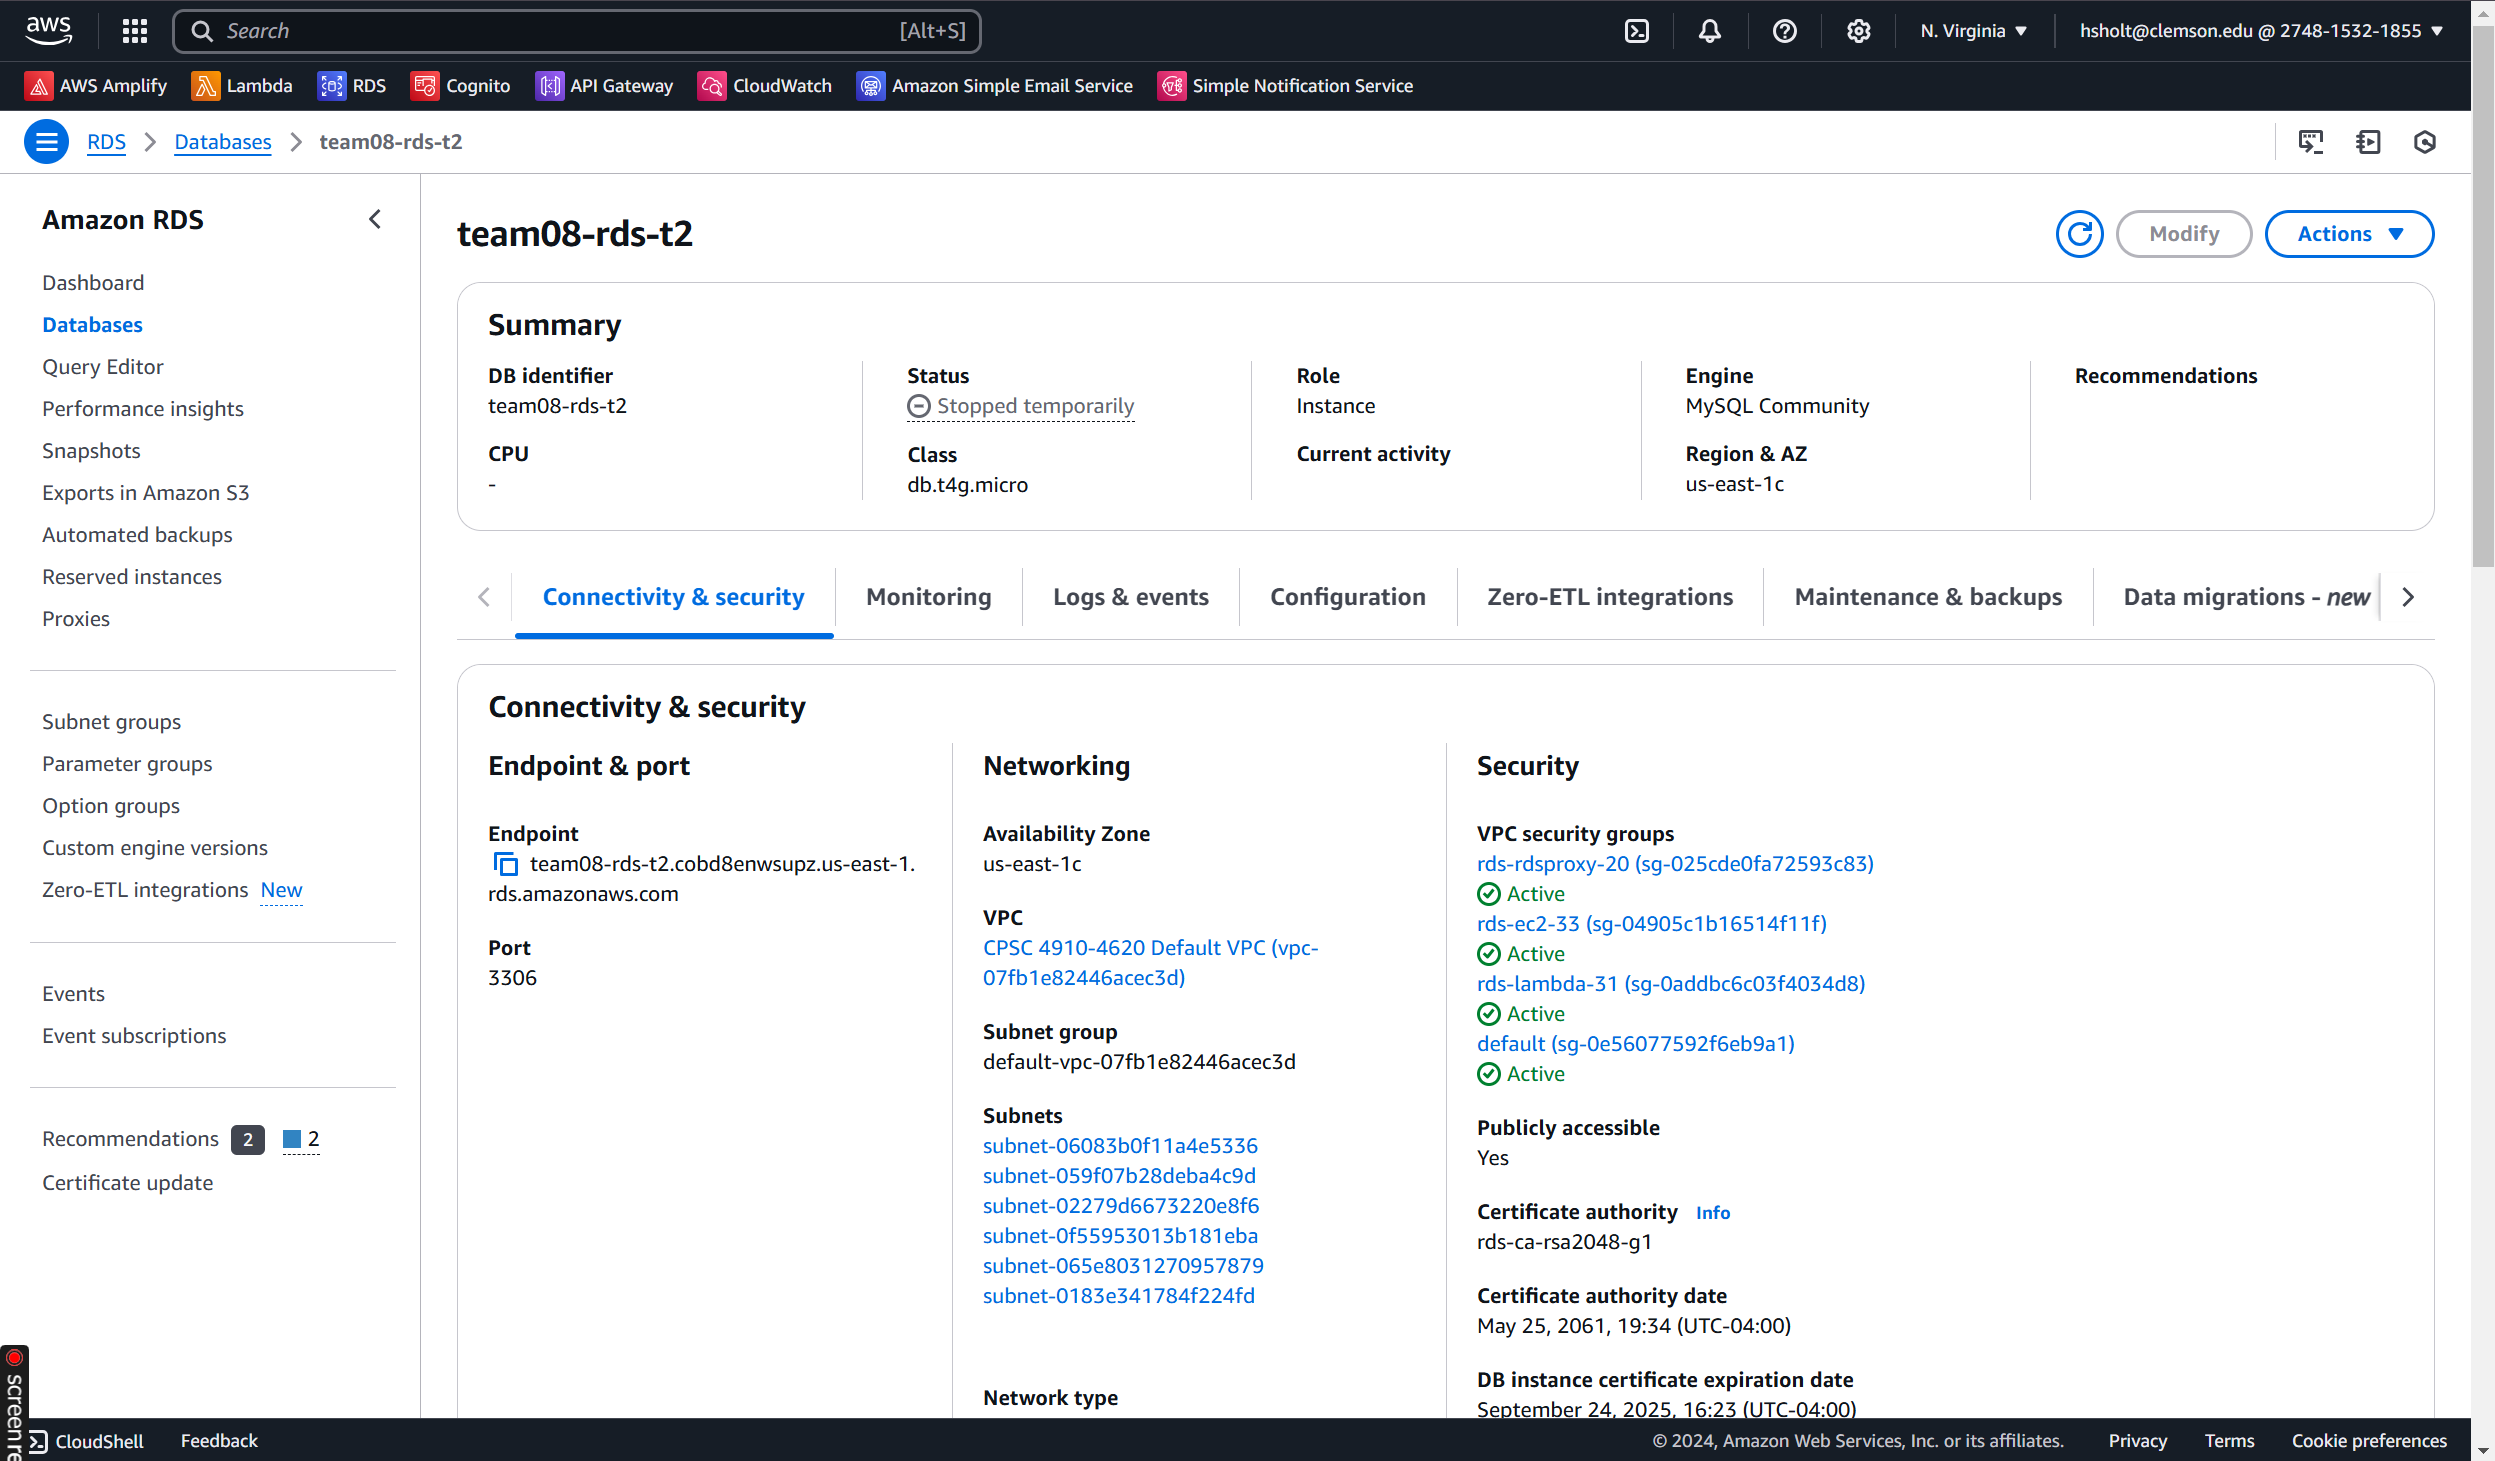 aws
Search [Alt+S]
N. Virginia
hsholt@clemson.edu @ 2748-1532-1855
AWS Amplify
Lambda
RDS
Cognito
API Gateway
CloudWatch
Amazon Simple Email Service
Simple Notification Service
RDS
Databases
team08-rds-t2
Amazon RDS
Dashboard
Databases
Query Editor
Performance insights
Snapshots
Exports in Amazon S3
Automated backups
Reserved instances
Proxies
Subnet groups
Parameter groups
Option groups
Custom engine versions
Zero-ETL integrations New
Events
Event subscriptions
Recommendations 2 2
Certificate update
team08-rds-t2
Modify
Actions
Summary
DB identifier
team08-rds-t2
CPU
-
Status
Stopped temporarily
Class
db.t4g.micro
Role
Instance
Current activity
Engine
MySQL Community
Region & AZ
us-east-1c
Recommendations
Connectivity & security
Monitoring
Logs & events
Configuration
Zero-ETL integrations
Maintenance & backups
Data migrations - new
Connectivity & security
Endpoint & port
Endpoint
team08-rds-t2.cobd8enwsupz.us-east-1.
rds.amazonaws.com
Port
3306
Networking
Availability Zone
us-east-1c
VPC
CPSC 4910-4620 Default VPC (vpc-
07fb1e82446acec3d)
Subnet group
default-vpc-07fb1e82446acec3d
Subnets
subnet-06083b0f11a4e5336
subnet-059f07b28deba4c9d
subnet-02279d6673220e8f6
subnet-0f55953013b181eba
subnet-065e8031270957879
subnet-0183e341784f224fd
Network type
Security
VPC security groups
rds-rdsproxy-20 (sg-025cde0fa72593c83)
Active
rds-ec2-33 (sg-04905c1b16514f11f)
Active
rds-lambda-31 (sg-0addbc6c03f4034d8)
Active
default (sg-0e56077592f6eb9a1)
Active
Publicly accessible
Yes
Certificate authority Info
rds-ca-rsa2048-g1
Certificate authority date
May 25, 2061, 19:34 (UTC-04:00)
DB instance certificate expiration date
September 24, 2025, 16:23 (UTC-04:00)
screen re
CloudShell
Feedback
© 2024, Amazon Web Services, Inc. or its affiliates.
Privacy
Terms
Cookie preferences